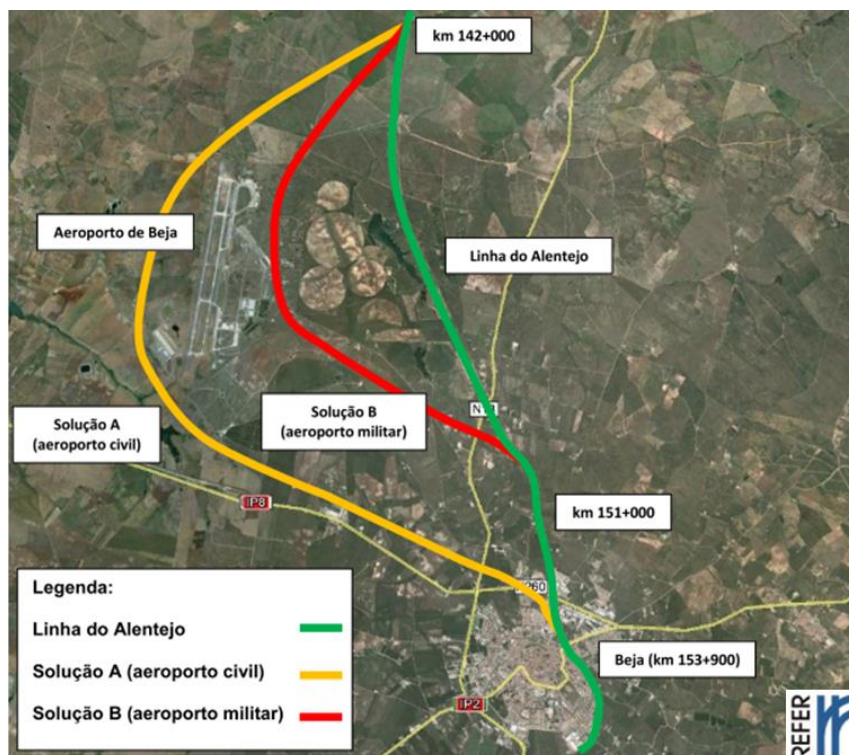 km 142+000
Aeroporto de Beja
Linha do Alentejo
Solução A
(aeroporto civil)
Solução B
(aeroporto militar)
IP8
km 151+000
Legenda:
Linha do Alentejo
Solução A (aeroporto civil)
Solução B (aeroporto militar)
Beja (km 153+900)
IP2
REFER